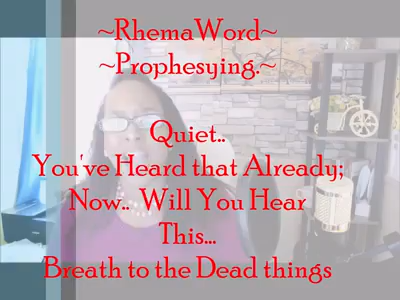 ~RhemaWord~
~Prophesying.~
Quiet..
You've Heard that Already;
Now.. Will You Hear
This...
Breath to the Dead things